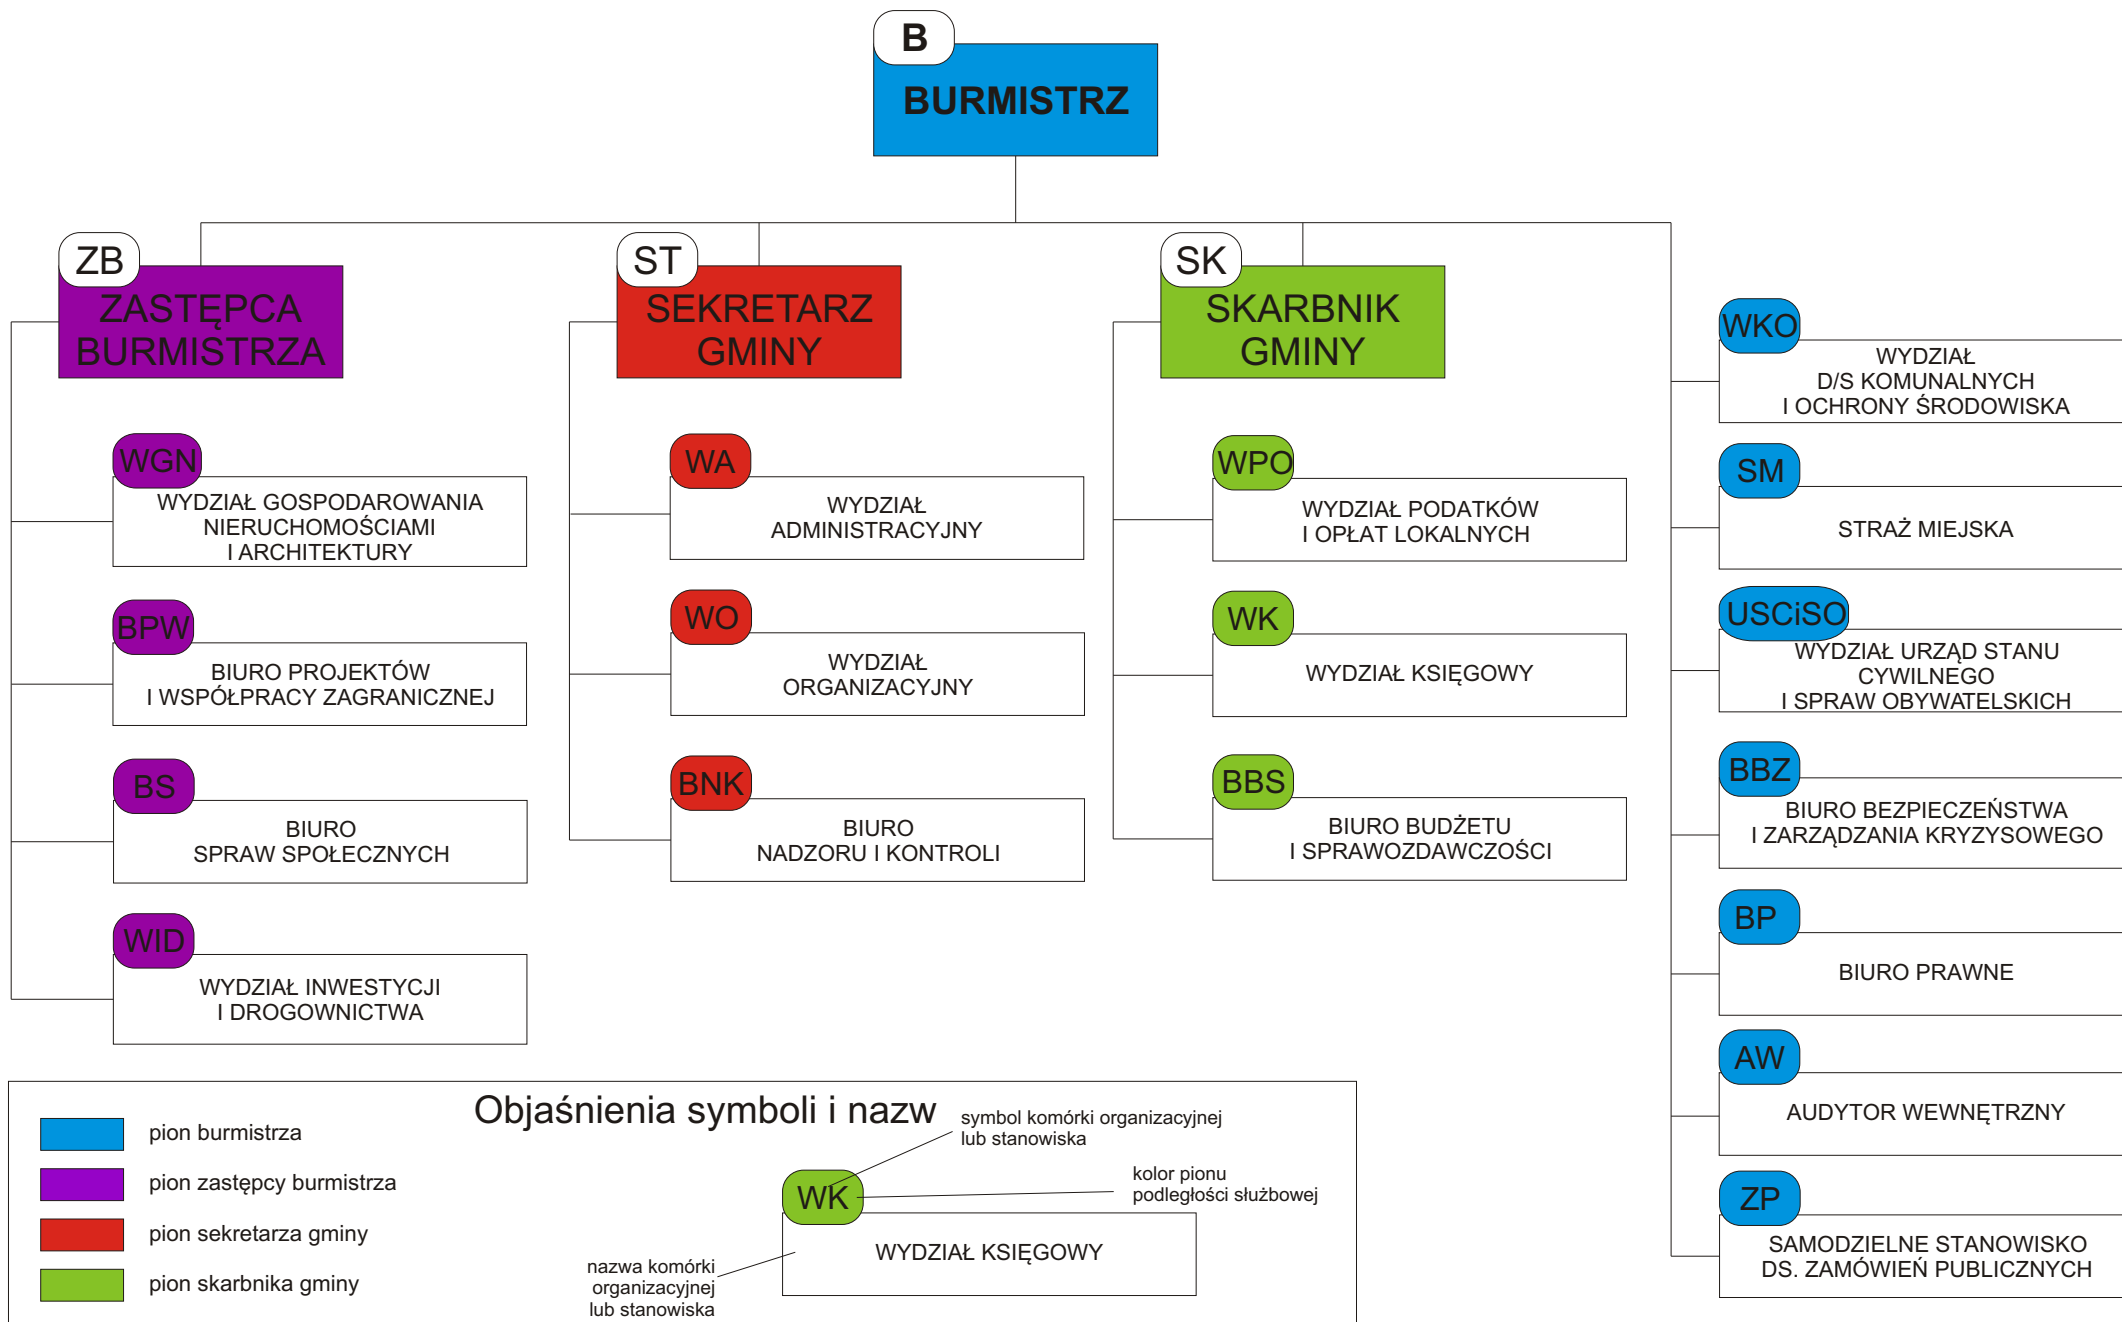 B
BURMISTRZ
ZB
ZASTĘPCA
BURMISTRZA
WGN
WYDZIAŁ GOSPODAROWANIA
NIERUCHOMOŚCIAMI
I ARCHITEKTURY
BPW
BIURO PROJEKTÓW
I WSPÓŁPRACY ZAGRANICZNEJ
BS
BIURO
SPRAW SPOŁECZNYCH
WID
WYDZIAŁ INWESTYCJI
I DROGOWNICTWA
ST
SEKRETARZ
GMINY
WA
WYDZIAŁ
ADMINISTRACYJNY
WO
WYDZIAŁ
ORGANIZACYJNY
BNK
BIURO
NADZORU I KONTROLI
SK
SKARBNIK
GMINY
WPO
WYDZIAŁ PODATKÓW
I OPŁAT LOKALNYCH
WK
WYDZIAŁ KSIĘGOWY
BBS
BIURO BUDŻETU
I SPRAWOZDAWCZOŚCI
WKO
WYDZIAŁ
D/S KOMUNALNYCH
I OCHRONY ŚRODOWISKA
SM
STRAŻ MIEJSKA
USCiSO
WYDZIAŁ URZĄD STANU
CYWILNEGO
I SPRAW OBYWATELSKICH
BBZ
BIURO BEZPIECZEŃSTWA
I ZARZĄDZANIA KRYZYSOWEGO
BP
BIURO PRAWNE
AW
AUDYTOR WEWNĘTRZNY
ZP
SAMODZIELNE STANOWISKO
DS. ZAMÓWIEŃ PUBLICZNYCH
Objaśnienia symboli i nazw
pion burmistrza
pion zastępcy burmistrza
pion sekretarza gminy
pion skarbnika gminy
symbol komórki organizacyjnej
lub stanowiska
kolor pionu
podległości służbowej
WK
WYDZIAŁ KSIĘGOWY
nazwa komórki
organizacyjnej
lub stanowiska